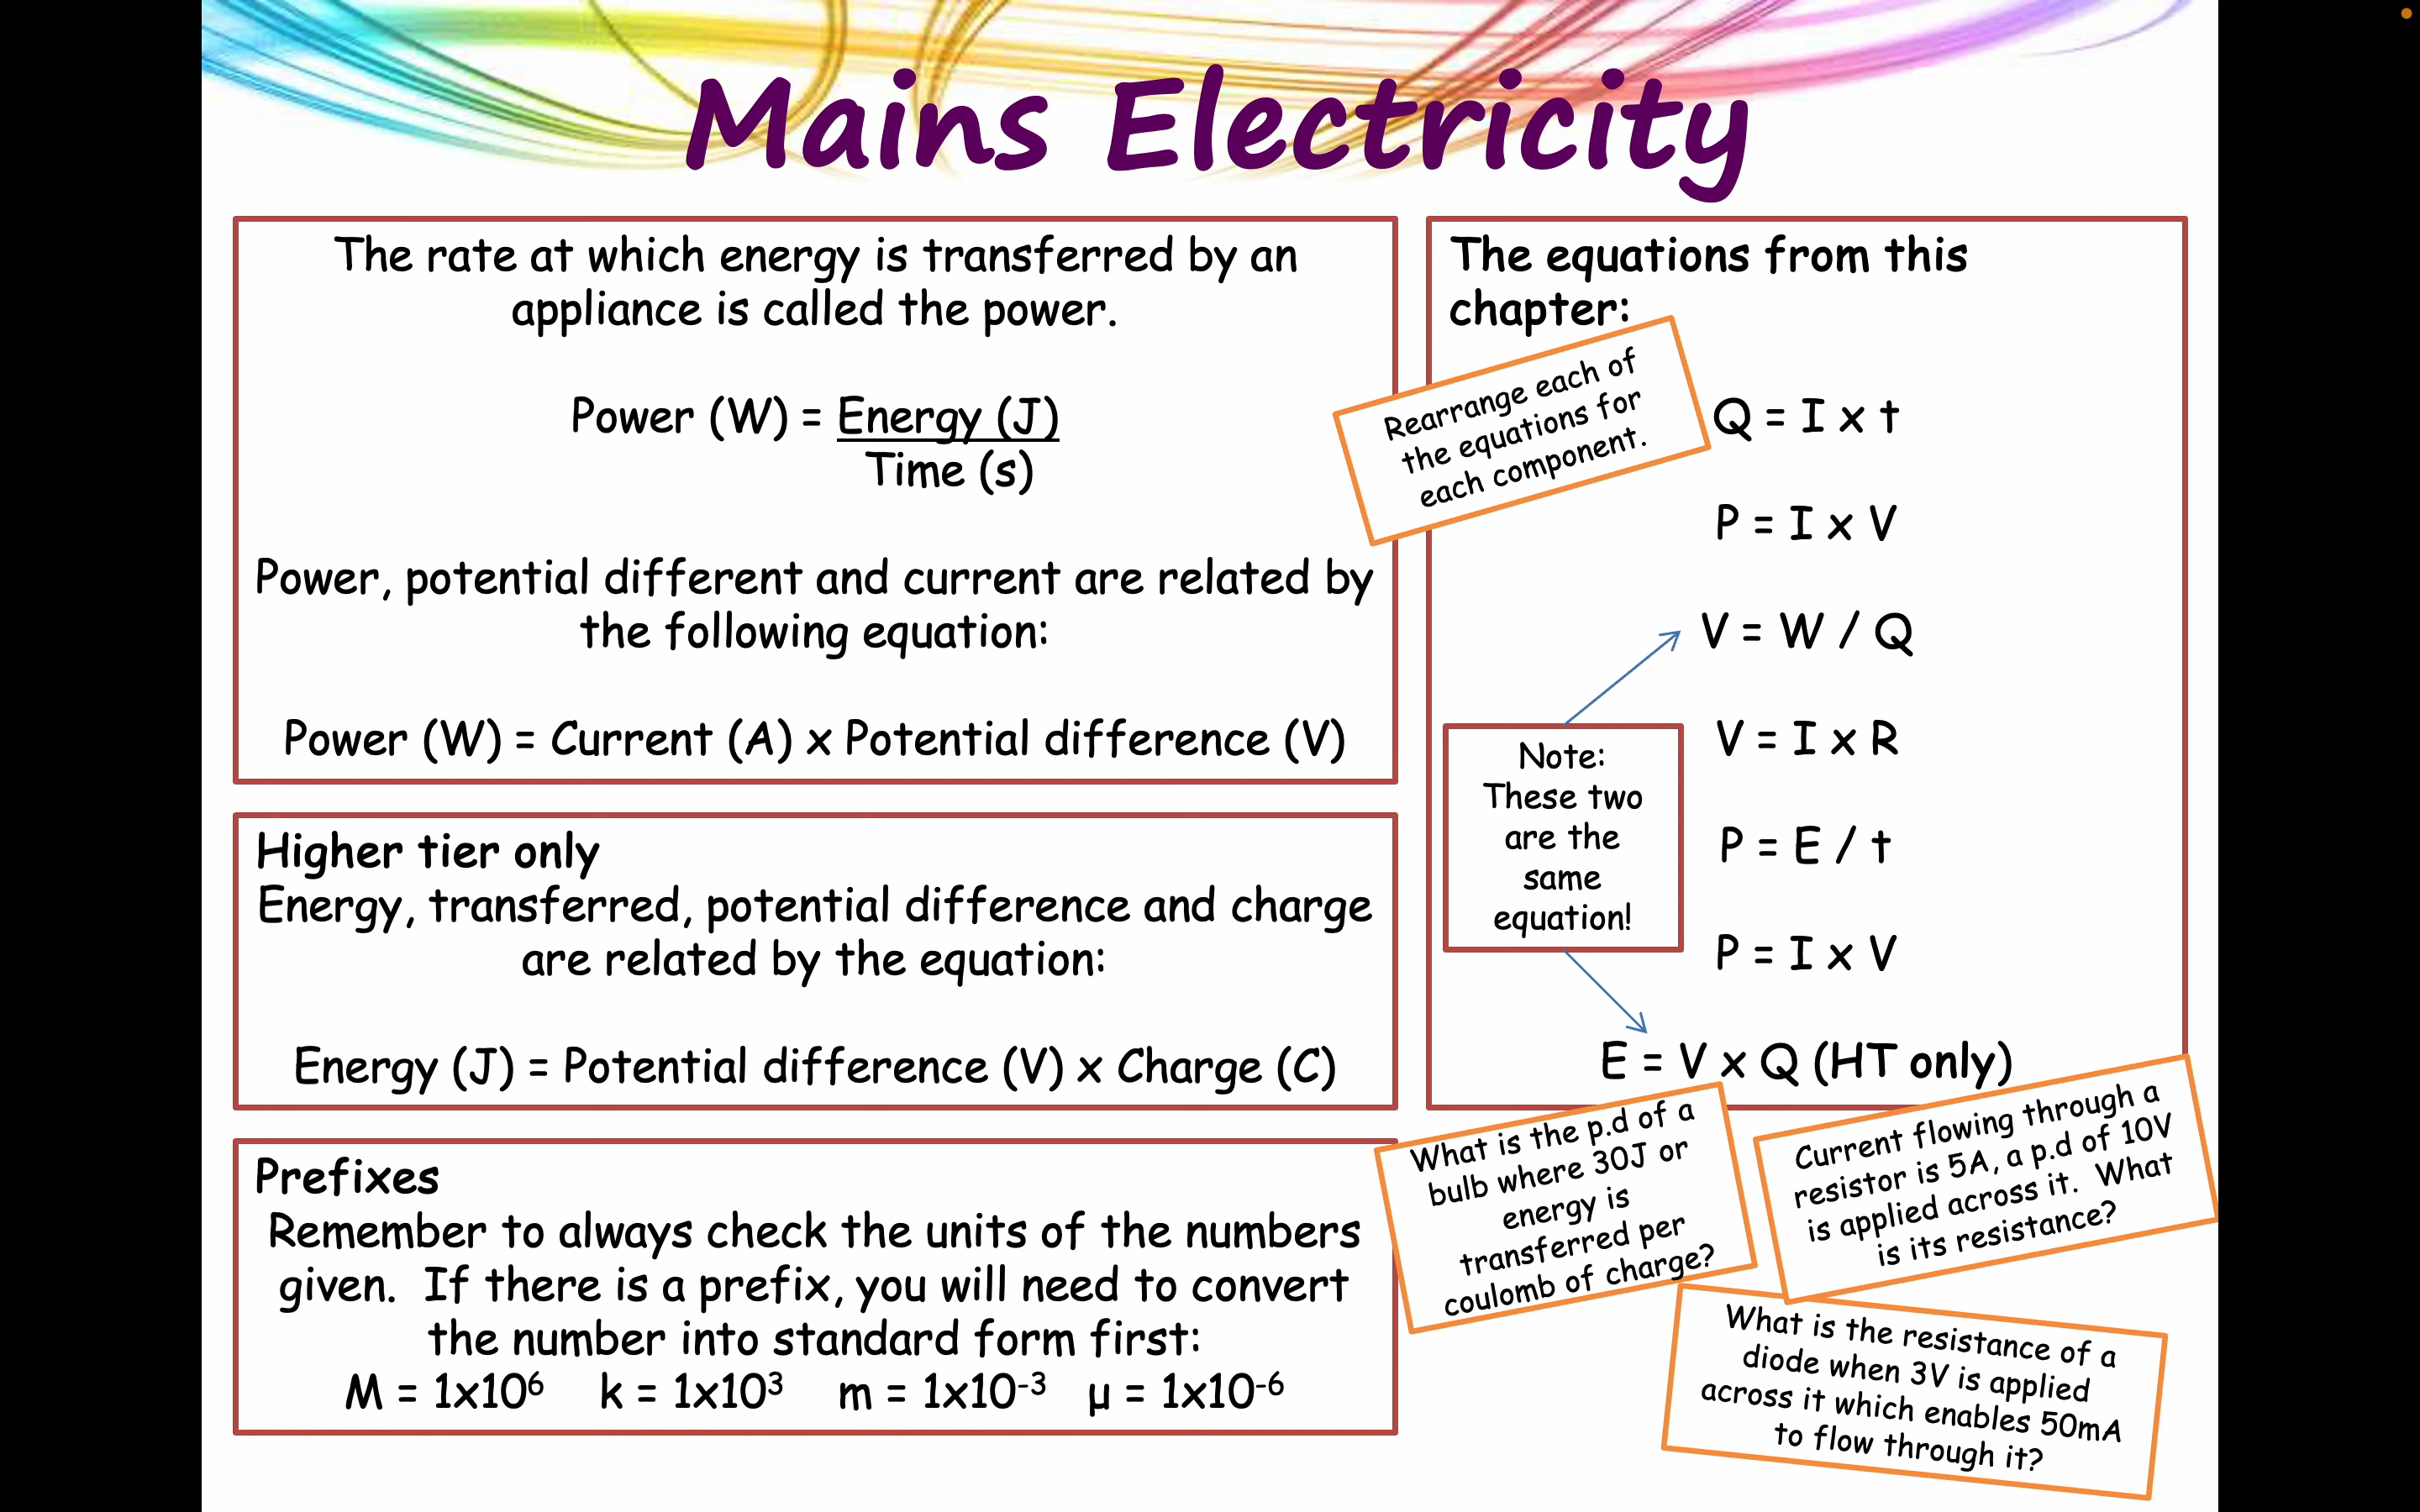 Mains Electricity
The rate at which energy is transferred by an
appliance is called the power.
Power (W) = Energy (J)
Time (s)
Power, potential different and current are related by
the following equation:
Power (W) = Current (A) x Potential difference (V)
Higher tier only
Energy, transferred, potential difference and charge
are related by the equation:
Energy (J) = Potential difference (V) x Charge (C)
Prefixes
Remember to always check the units of the numbers
given. If there is a prefix, you will need to convert
the number into standard form first:
M = 1x10⁶ k = 1x10³ m = 1x10⁻³ µ = 1x10⁻⁶
The equations from this
chapter:
Rearrange each of
the equations for
each component.
Q = I x t
P = I x V
V = W / Q
V = I x R
P = E / t
P = I x V
E = V x Q (HT only)
Note:
These two
are the
same
equation!
What is the p.d of a
bulb where 30J or
energy is
transferred per
coulomb of charge?
Current flowing through a
resistor is 5A, a p.d of 10V
is applied across it. What
is its resistance?
What is the resistance of a
diode when 3V is applied
across it which enables 50mA
to flow through it?